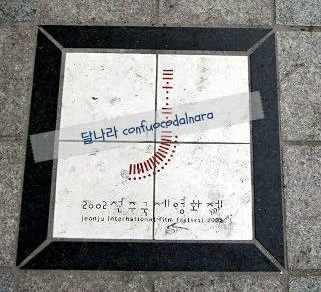 달나라 confuocodalnara
2002 전주국제영화제
jeonju international film festival 2002